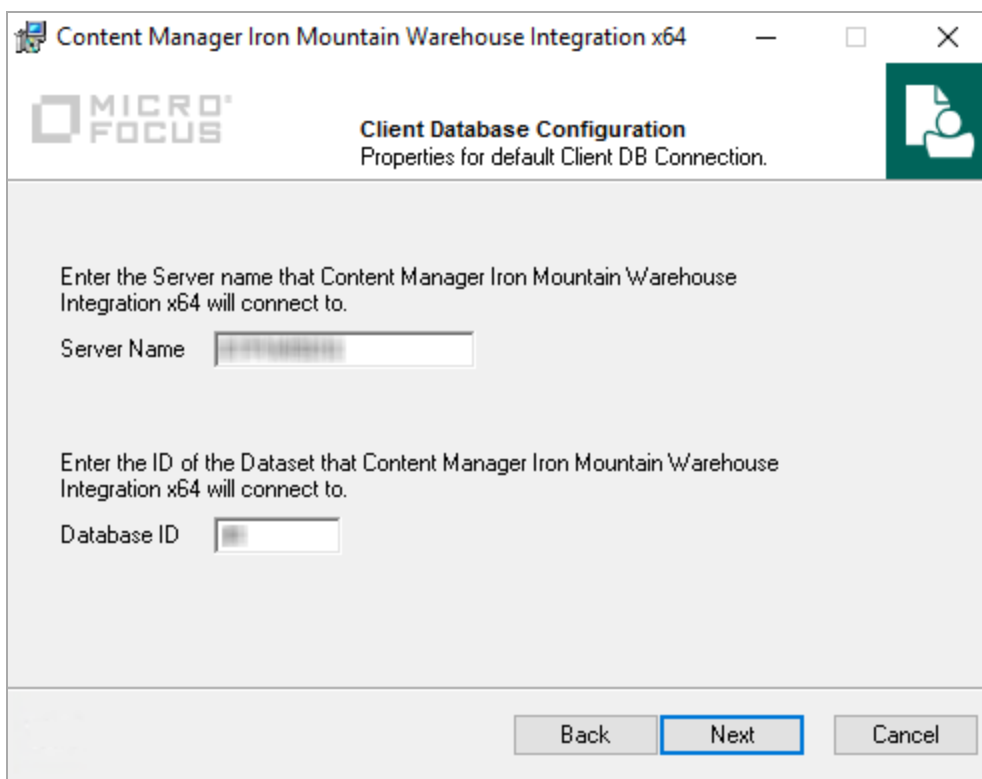 Content Manager Iron Mountain Warehouse Integration x64
MICRO
FOCUS
Client Database Configuration
Properties for default Client DB Connection.
Enter the Server name that Content Manager Iron Mountain Warehouse
Integration x64 will connect to.
Server Name
Enter the ID of the Dataset that Content Manager Iron Mountain Warehouse
Integration x64 will connect to.
Database ID
Back Next Cancel